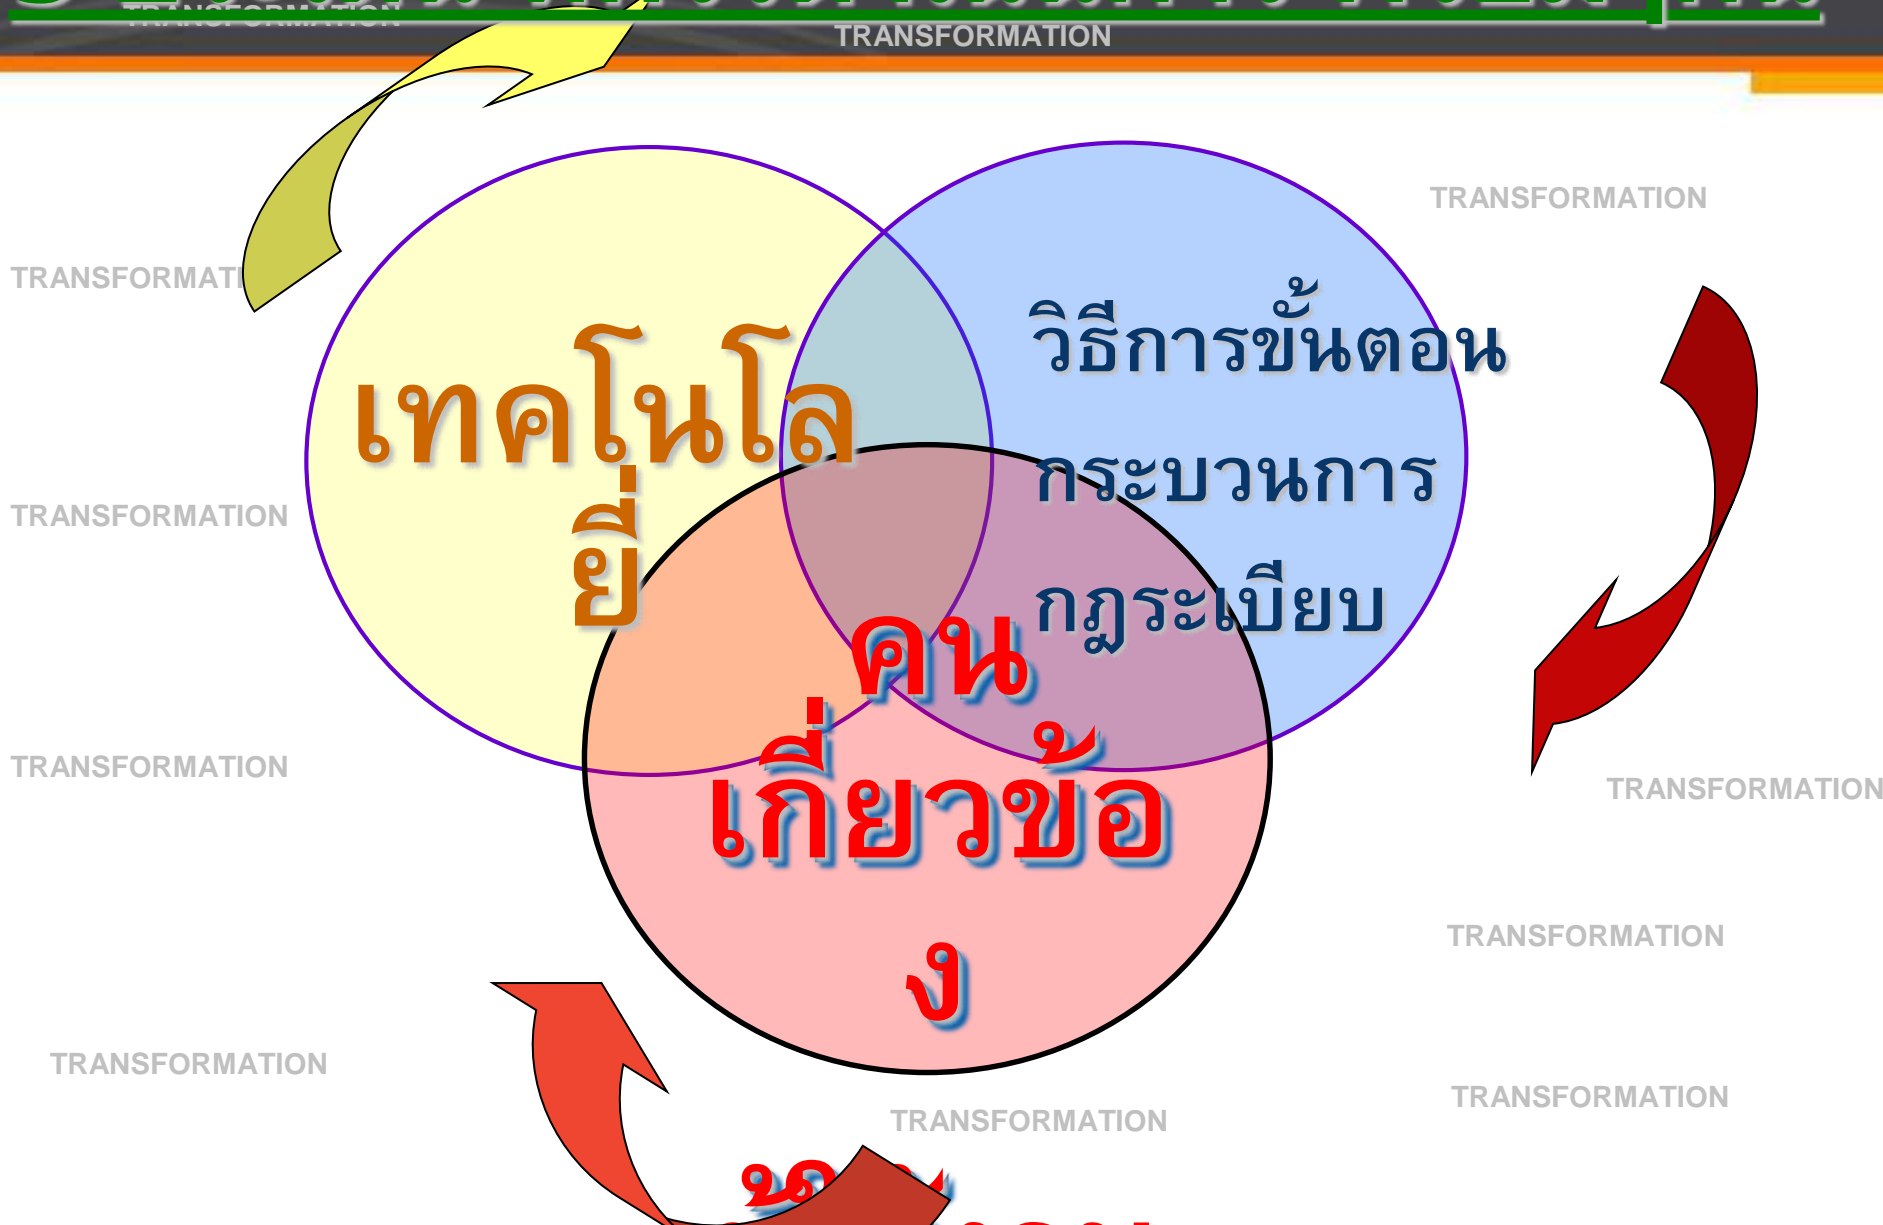 TRANSFORMATION
TRANSFORMATION
TRANSFORMATION
TRANSFORMATI
วิธีการขั้นตอน
เทคโนโล
กระบวนการ
TRANSFORMATION
ยี่
กฎระเบียบ
คน
TRANSFORMATION
TRANSFORMATION
เกี่ยวข้อ
TRANSFORMATION
ง
TRANSFORMATION
TRANSFORMATION
TRANSFORMATION